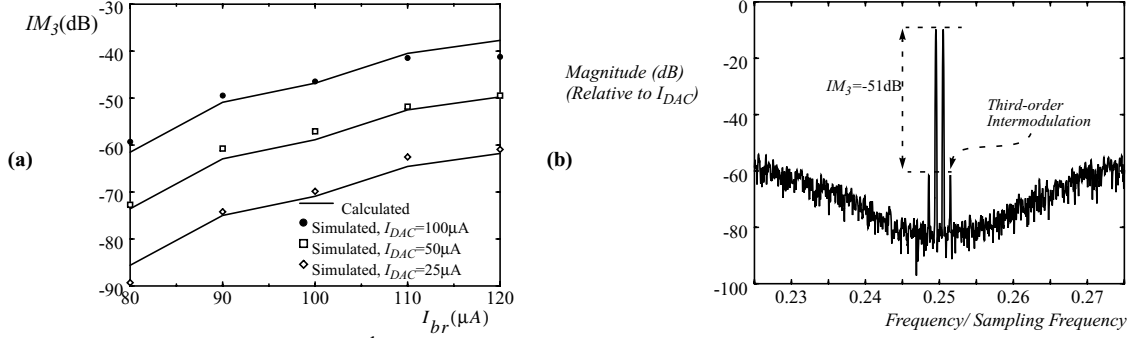 (a)
IM3(dB)
-30
-40
-50
-60
-70
-80
-90
80
90
100
110
120
Ibr(μA)
Calculated
Simulated, IDAC=100μA
Simulated, IDAC=50μA
Simulated, IDAC=25μA
(b)
Magnitude (dB)
(Relative to IDAC)
0
-20
-40
-60
-80
-100
IM3=-51dB
Third-order
Intermodulation
0.23
0.24
0.25
0.26
0.27
Frequency/ Sampling Frequency